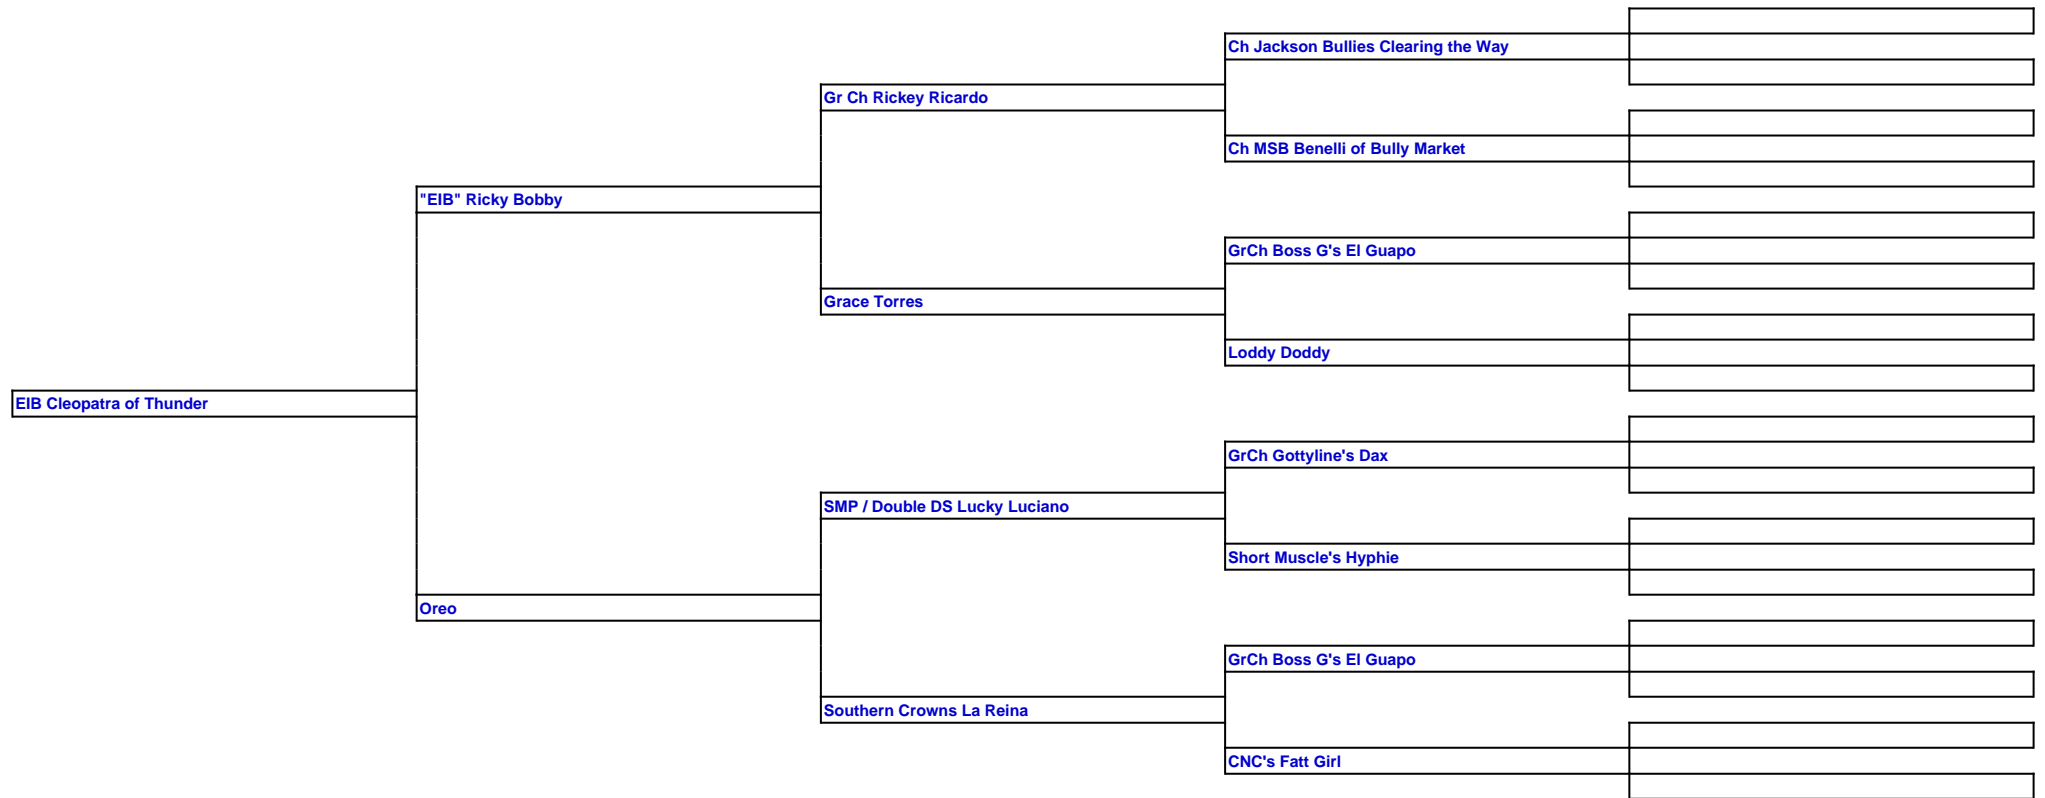 Ch Jackson Bullies Clearing the Way
Gr Ch Rickey Ricardo
Ch MSB Benelli of Bully Market
"EIB" Ricky Bobby
GrCh Boss G's El Guapo
Grace Torres
Loddy Doddy
EIB Cleopatra of Thunder
GrCh Gottyline's Dax
SMP / Double DS Lucky Luciano
Short Muscle's Hyphie
Oreo
GrCh Boss G's El Guapo
Southern Crowns La Reina
CNC's Fatt Girl